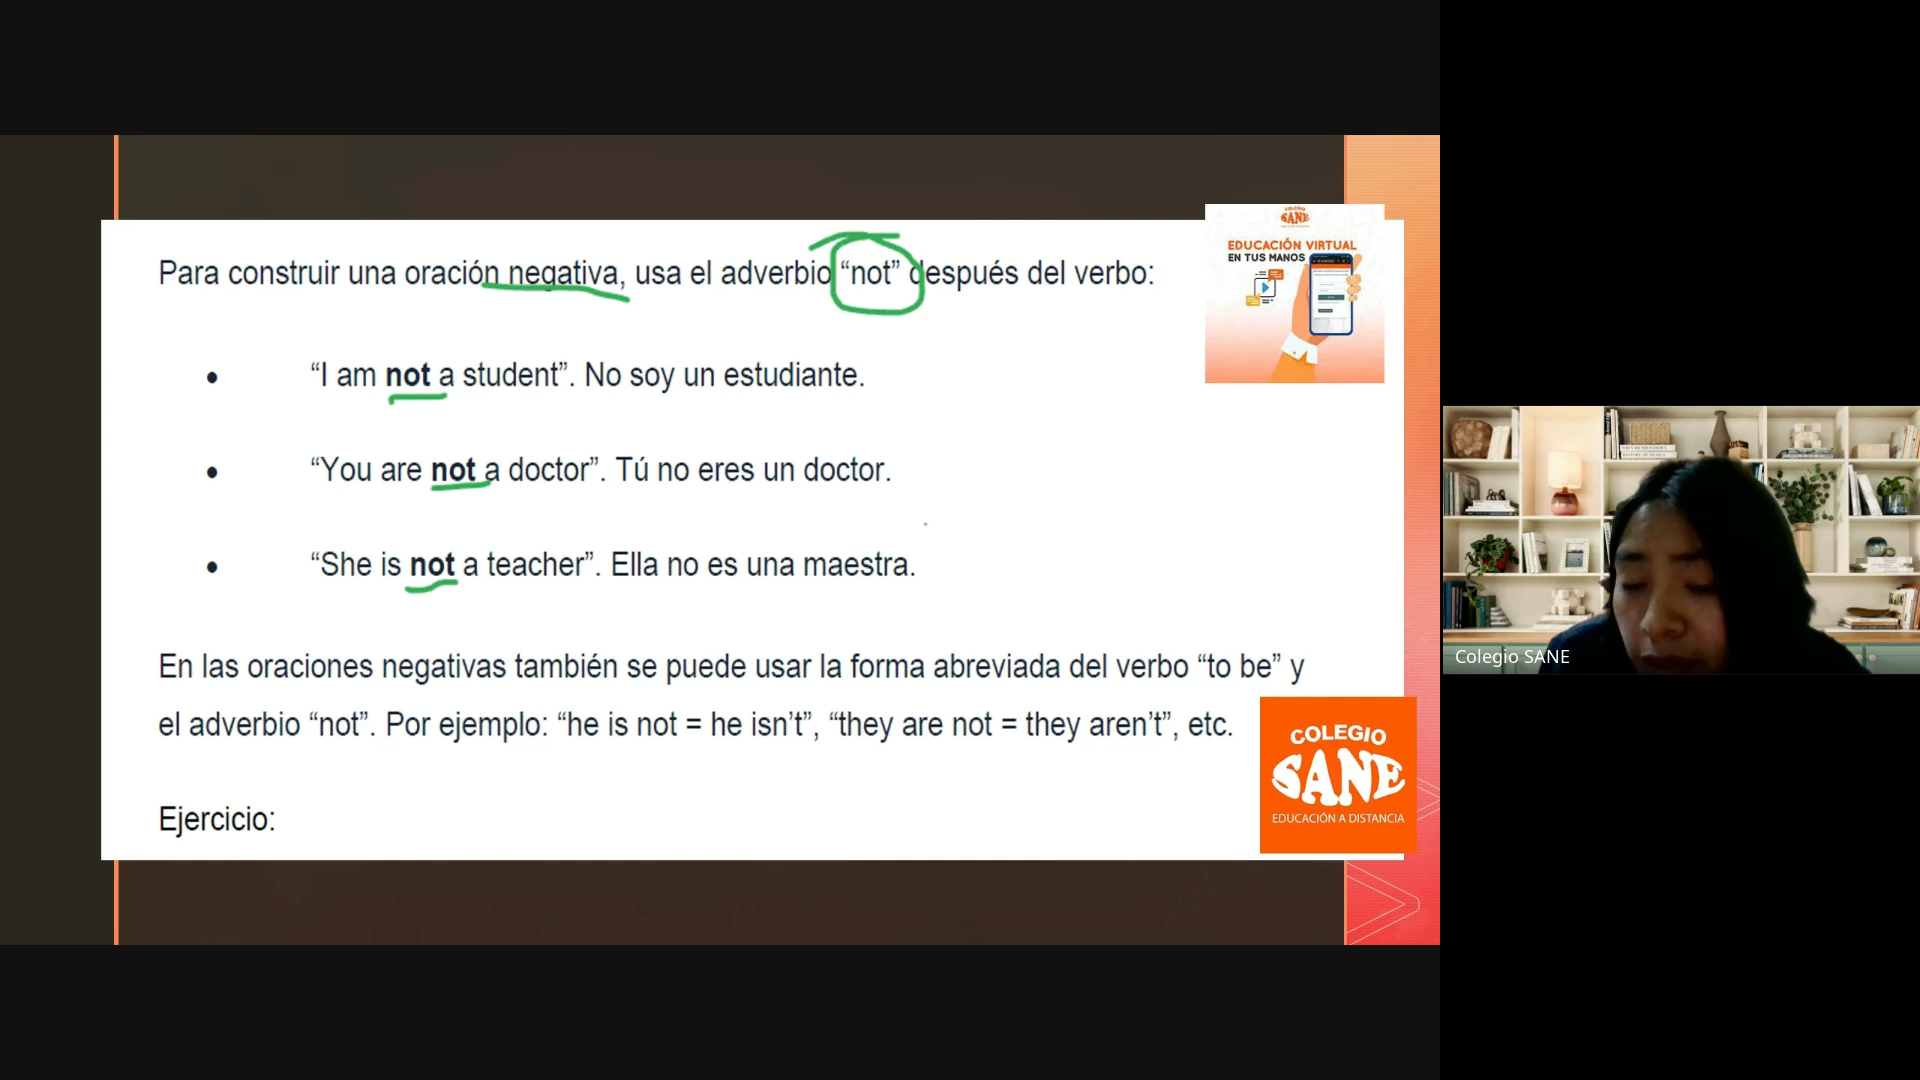 Para construir una oración negativa, usa el adverbio “not” después del verbo:
• “I am not a student”. No soy un estudiante.
• “You are not a doctor”. Tú no eres un doctor.
• “She is not a teacher”. Ella no es una maestra.
En las oraciones negativas también se puede usar la forma abreviada del verbo “to be” y
el adverbio “not”. Por ejemplo: “he is not = he isn’t”, “they are not = they aren’t”, etc.
Ejercicio:
SANE
EDUCACIÓN VIRTUAL
EN TUS MANOS
COLEGIO
SANE
EDUCACIÓN A DISTANCIA
Colegio SANE